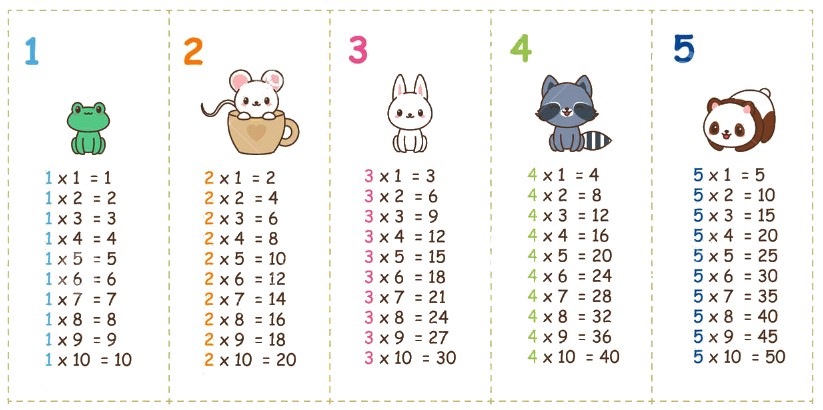 1
1 x 1 = 1
1 x 2 = 2
1 x 3 = 3
1 x 4 = 4
1 x 5 = 5
1 x 6 = 6
1 x 7 = 7
1 x 8 = 8
1 x 9 = 9
1 x 10 = 10
2
2 x 1 = 2
2 x 2 = 4
2 x 3 = 6
2 x 4 = 8
2 x 5 = 10
2 x 6 = 12
2 x 7 = 14
2 x 8 = 16
2 x 9 = 18
2 x 10 = 20
3
3 x 1 = 3
3 x 2 = 6
3 x 3 = 9
3 x 4 = 12
3 x 5 = 15
3 x 6 = 18
3 x 7 = 21
3 x 8 = 24
3 x 9 = 27
3 x 10 = 30
4
4 x 1 = 4
4 x 2 = 8
4 x 3 = 12
4 x 4 = 16
4 x 5 = 20
4 x 6 = 24
4 x 7 = 28
4 x 8 = 32
4 x 9 = 36
4 x 10 = 40
5
5 x 1 = 5
5 x 2 = 10
5 x 3 = 15
5 x 4 = 20
5 x 5 = 25
5 x 6 = 30
5 x 7 = 35
5 x 8 = 40
5 x 9 = 45
5 x 10 = 50